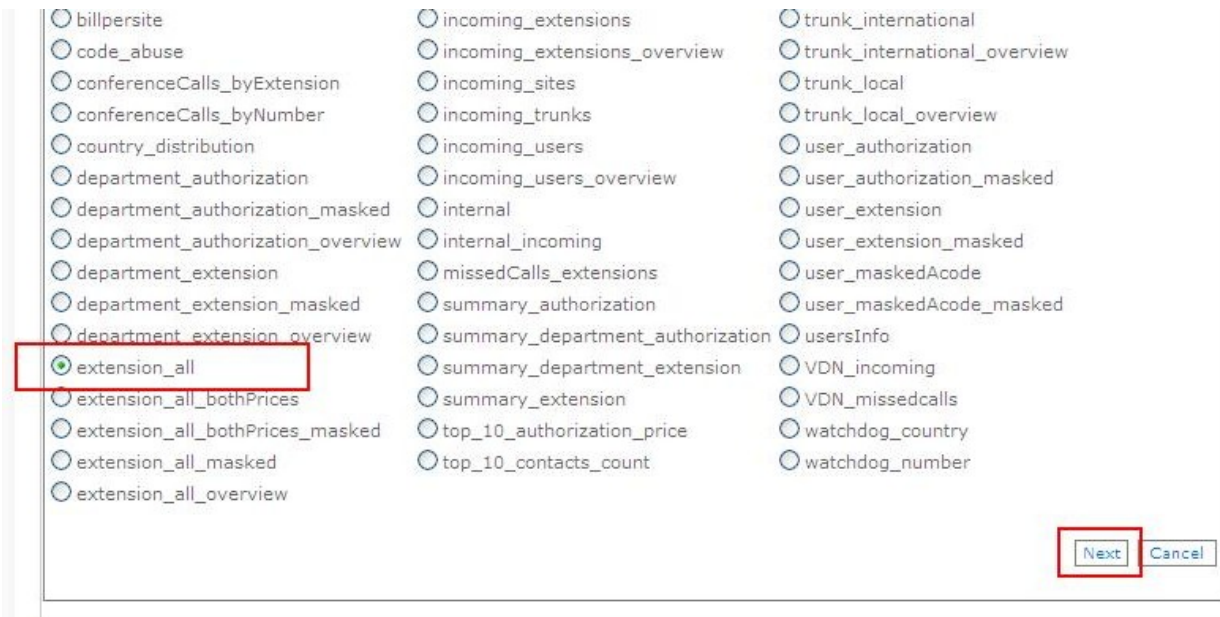 billpersite
code_abuse
conferenceCalls_byExtension
conferenceCalls_byNumber
country_distribution
department_authorization
department_authorization_masked
department_authorization_overview
department_extension
department_extension_masked
department_extension_overview
extension_all
extension_all_bothPrices
extension_all_bothPrices_masked
extension_all_masked
extension_all_overview
incoming_extensions
incoming_extensions_overview
incoming_sites
incoming_trunks
incoming_users
incoming_users_overview
internal
internal_incoming
missedCalls_extensions
summary_authorization
summary_department_authorization
summary_department_extension
summary_extension
top_10_authorization_price
top_10_contacts_count
trunk_international
trunk_international_overview
trunk_local
trunk_local_overview
user_authorization
user_authorization_masked
user_extension
user_extension_masked
user_maskedAcode
user_maskedAcode_masked
usersInfo
VDN_incoming
VDN_missedcalls
watchdog_country
watchdog_number
Next Cancel